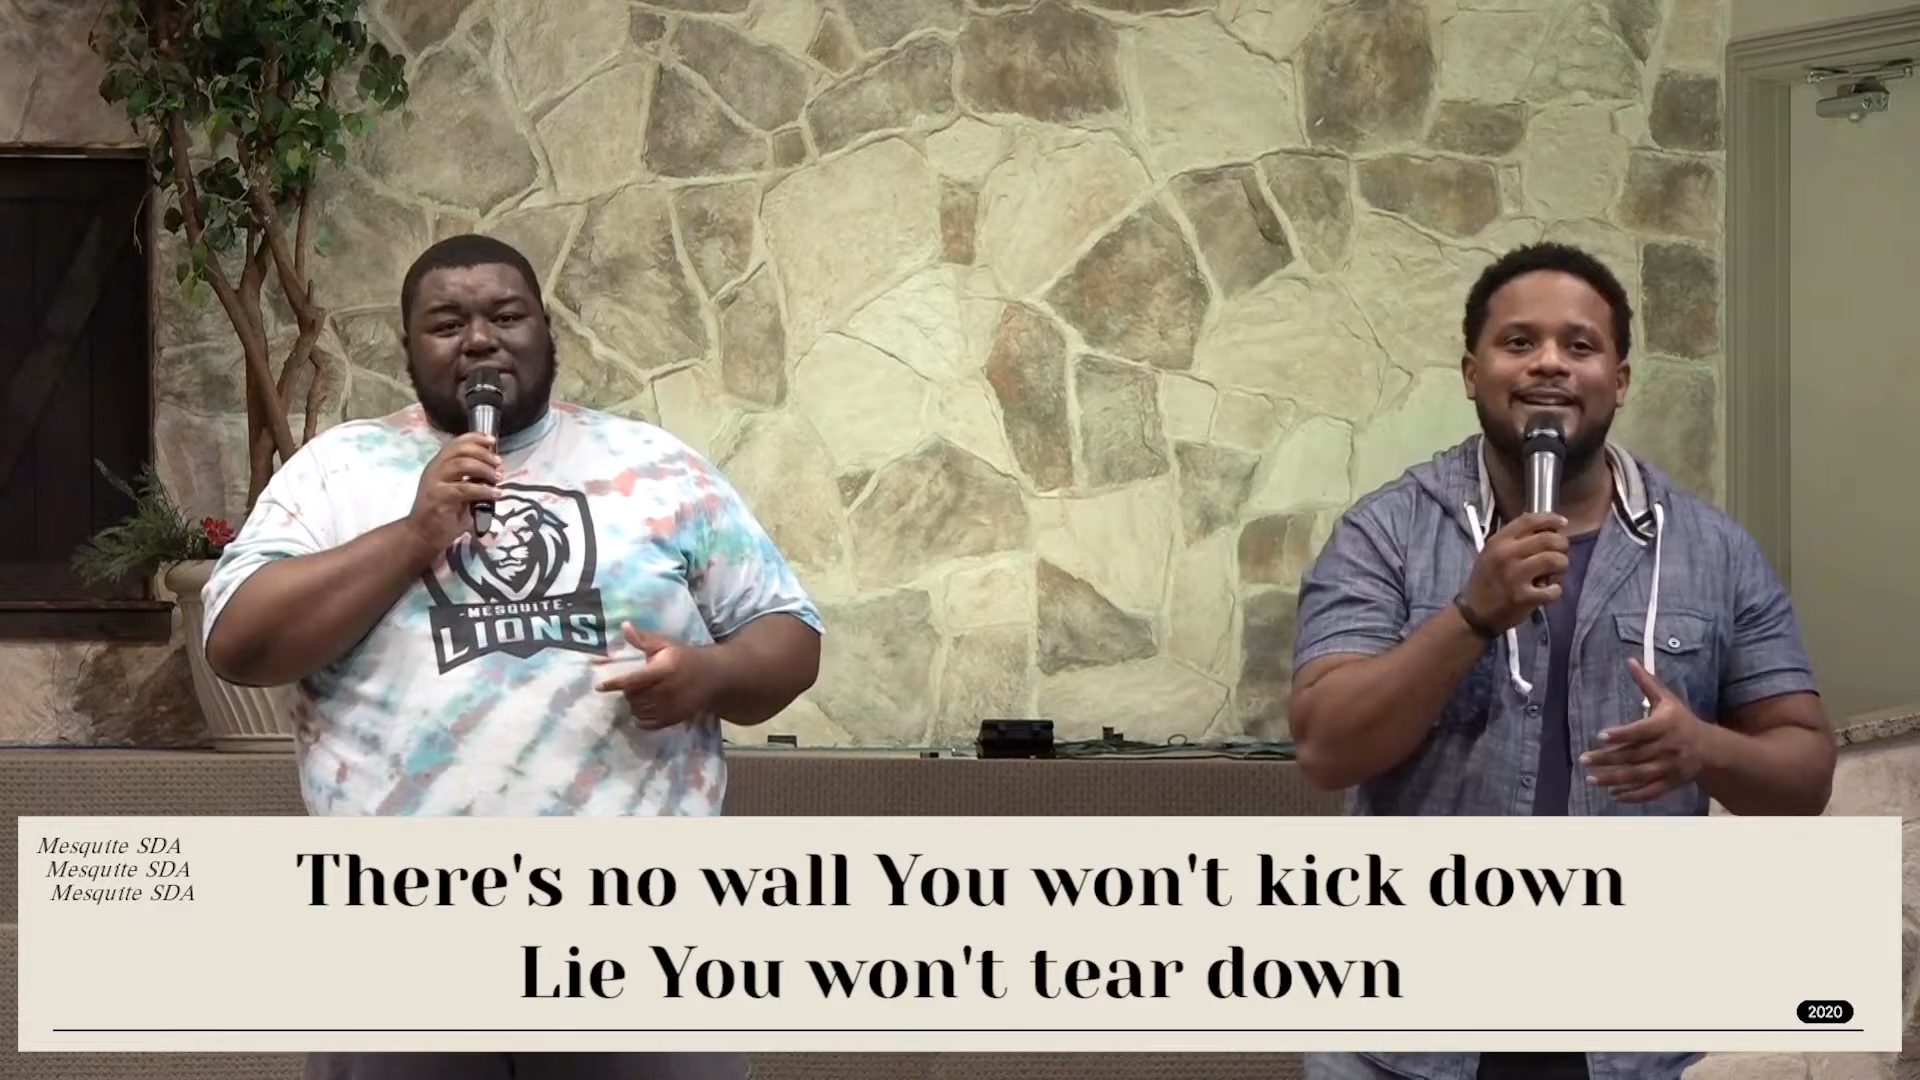 -MESQUITE-
LIONS
Mesquite SDA
Mesquite SDA
Mesquite SDA
There's no wall You won't kick down
Lie You won't tear down
2020